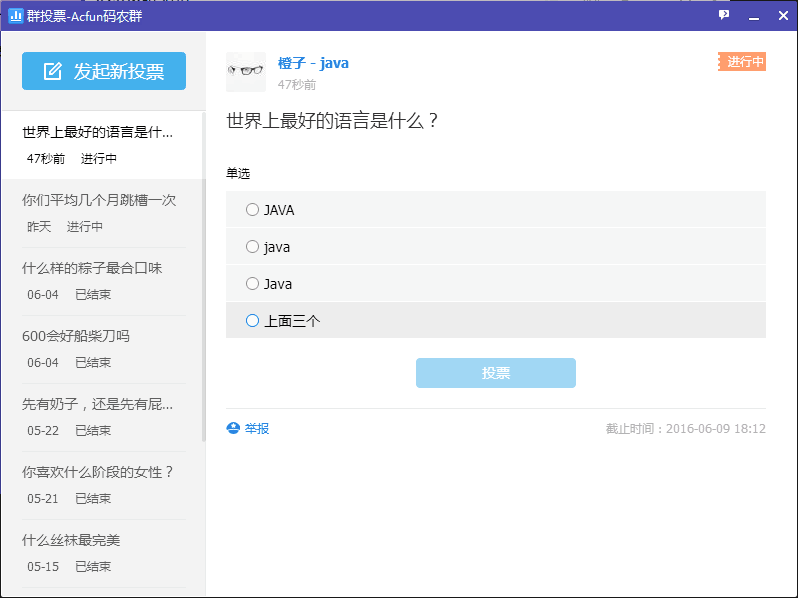 群投票-Acfun码农群
发起新投票
世界上最好的语言是什...
47秒前 进行中
你们平均几个月跳槽一次
昨天 进行中
什么样的粽子最合口味
06-04 已结束
600会好船柴刀吗
06-04 已结束
先有奶子，还是先有屁...
05-22 已结束
你喜欢什么阶段的女性？
05-21 已结束
什么丝袜最完美
05-15 已结束
橙子 - java
47秒前
进行中
世界上最好的语言是什么？
单选
JAVA
java
Java
上面三个
投票
举报
截止时间：2016-06-09 18:12